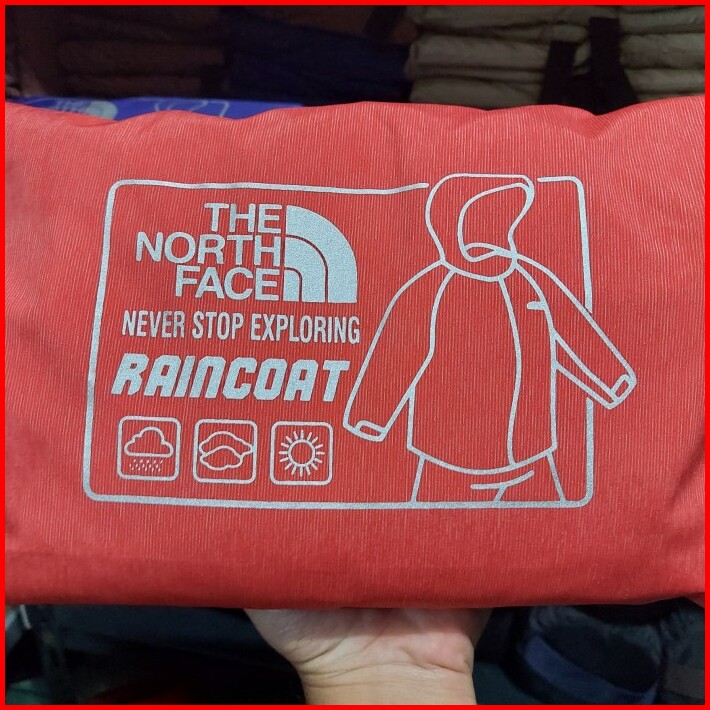 THE
NORTH
FACE
NEVER STOP EXPLORING
RAINCOAT